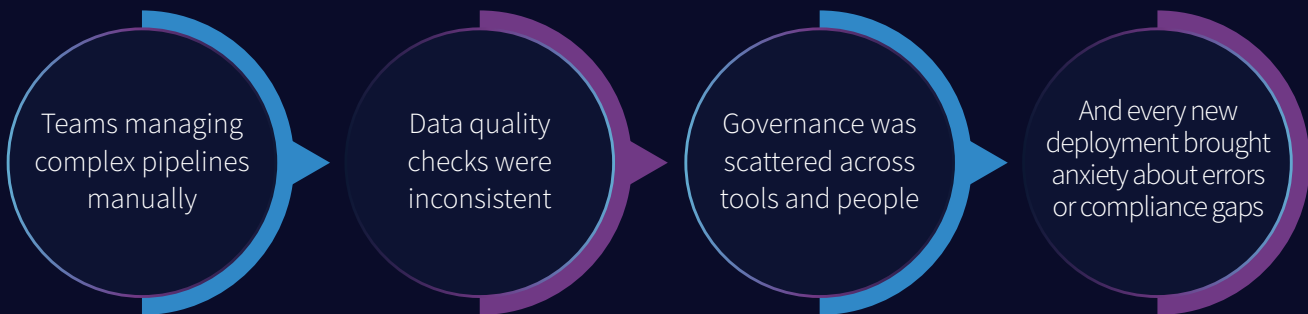 Teams managing
complex pipelines
manually
Data quality
checks were
inconsistent
Governance was
scattered across
tools and people
And every new
deployment brought
anxiety about errors
or compliance gaps